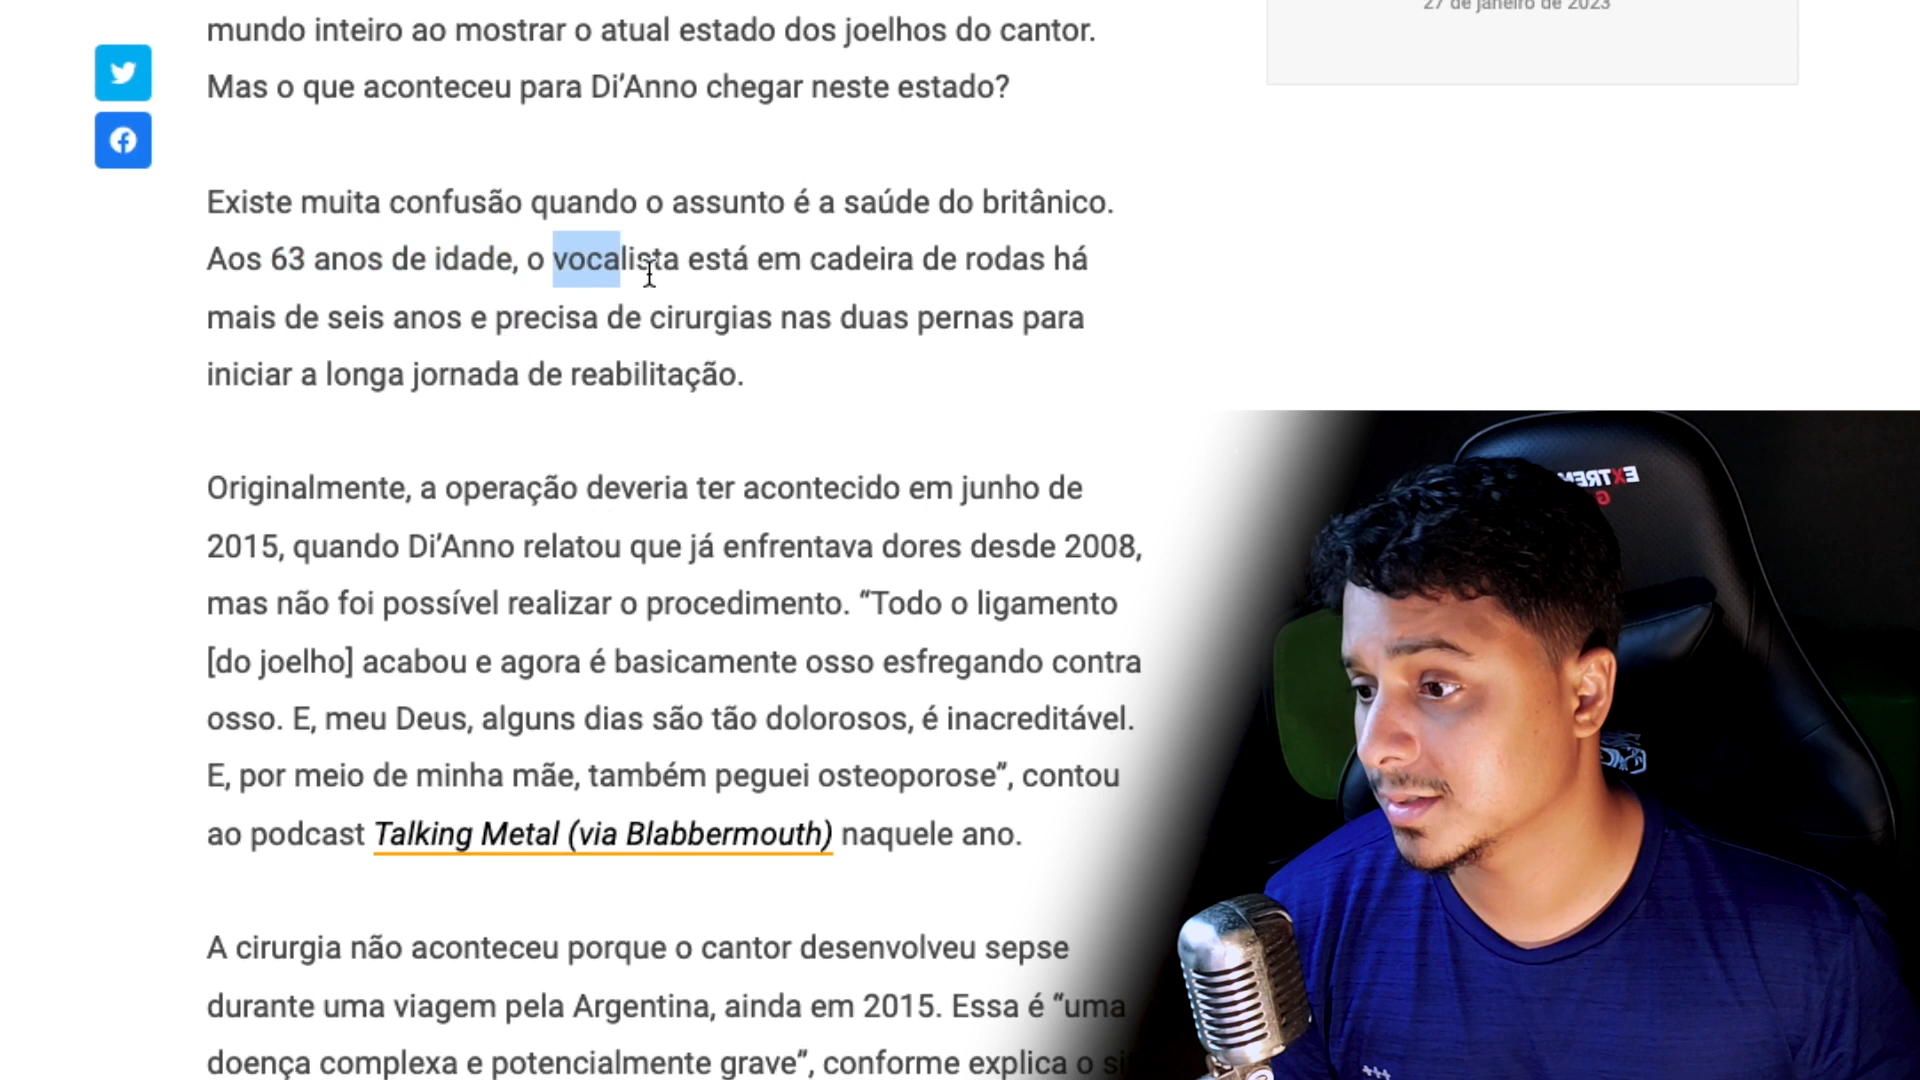 27 de janeiro de 2023
mundo inteiro ao mostrar o atual estado dos joelhos do cantor.
Mas o que aconteceu para Di’Anno chegar neste estado?
Existe muita confusão quando o assunto é a saúde do britânico.
Aos 63 anos de idade, o vocalista está em cadeira de rodas há
mais de seis anos e precisa de cirurgias nas duas pernas para
iniciar a longa jornada de reabilitação.
Originalmente, a operação deveria ter acontecido em junho de
2015, quando Di’Anno relatou que já enfrentava dores desde 2008,
mas não foi possível realizar o procedimento. “Todo o ligamento
[do joelho] acabou e agora é basicamente osso esfregando contra
osso. E, meu Deus, alguns dias são tão dolorosos, é inacreditável.
E, por meio de minha mãe, também peguei osteoporose”, contou
ao podcast Talking Metal (via Blabbermouth) naquele ano.
A cirurgia não aconteceu porque o cantor desenvolveu sepse
durante uma viagem pela Argentina, ainda em 2015. Essa é “uma
doença complexa e potencialmente grave”, conforme explica o
EXTREM
G